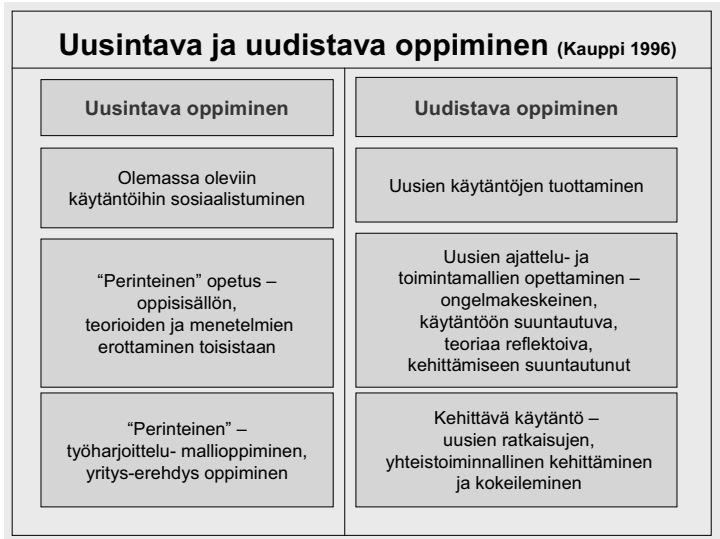 Uusintava ja uudistava oppiminen (Kauppi 1996)
Uusintava oppiminen
Olemassa oleviin
käytäntöihin sosiaalistuminen
“Perinteinen” opetus –
oppisisällön,
teorioiden ja menetelmien
erottaminen toisistaan
“Perinteinen” –
työharjoittelu- mallioppiminen,
yritys-erehdys oppiminen
Uudistava oppiminen
Uusien käytäntöjen tuottaminen
Uusien ajattelu- ja
toimintamallien opettaminen –
ongelmakeskeinen,
käytäntöön suuntautuva,
teoriaa reflektoiva,
kehittämiseen suuntautunut
Kehittävä käytäntö –
uusien ratkaisujen,
yhteistoiminnallinen kehittäminen
ja kokeileminen